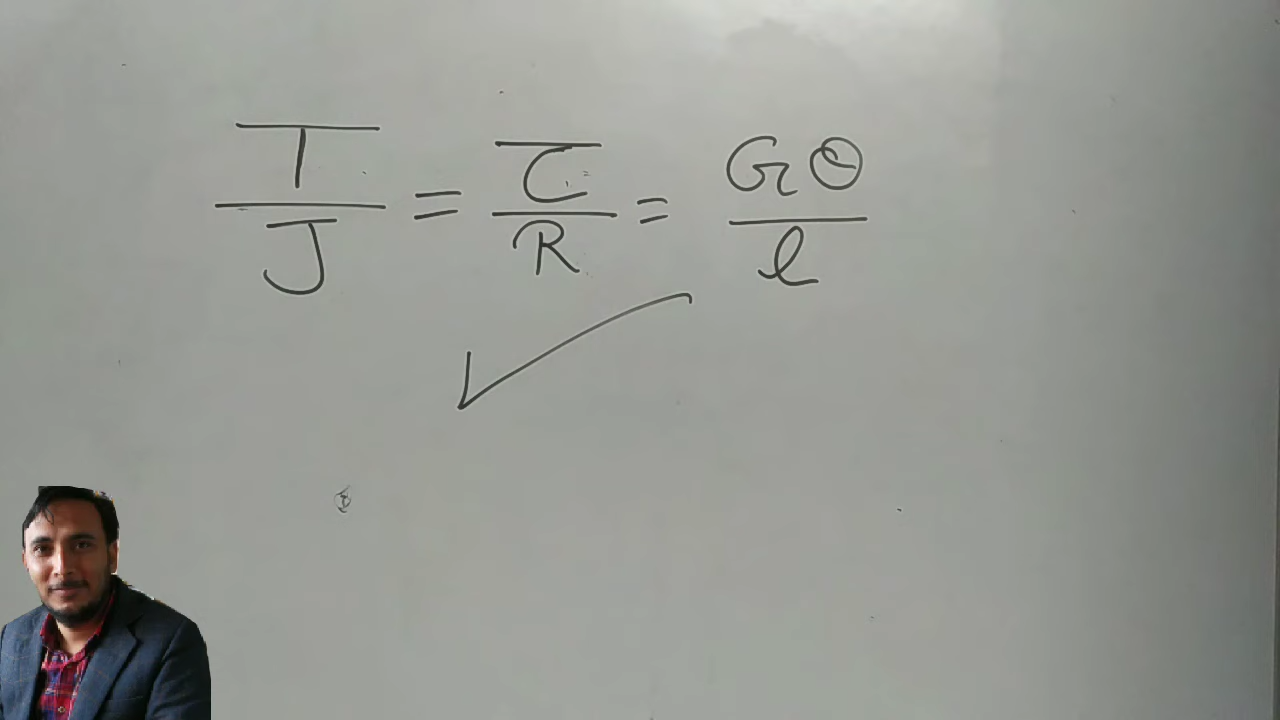 T/J = τ/R = Gθ/l